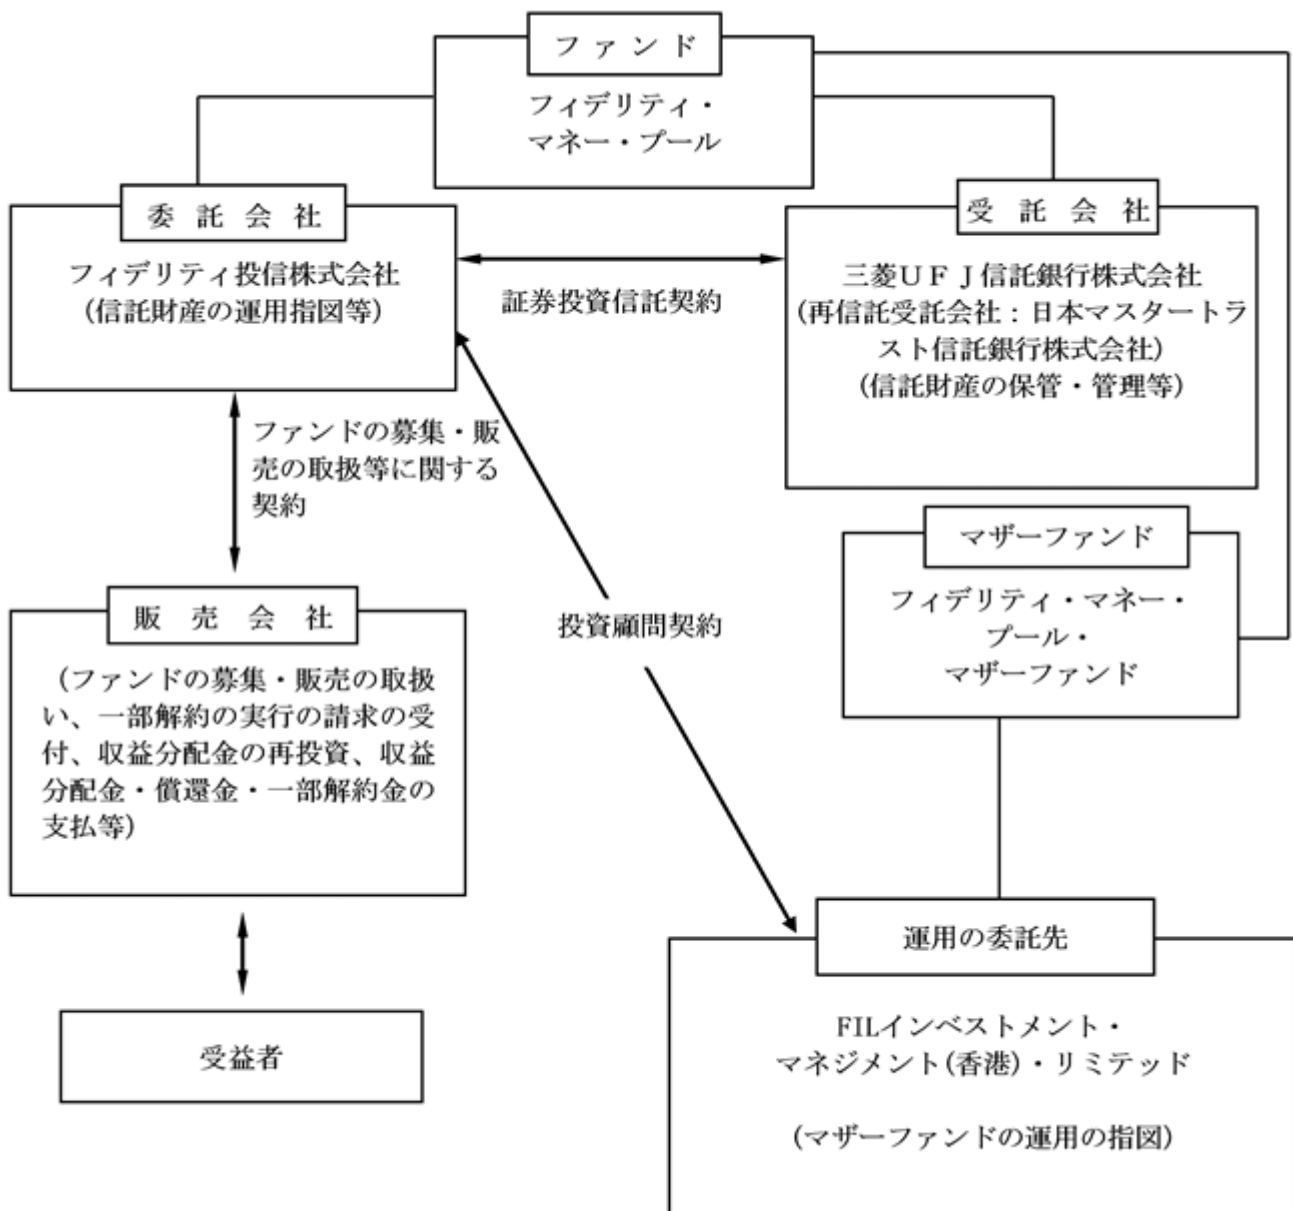 ファンド
フィデリティ・
マネー・プール
委託会社
フィデリティ投信株式会社
(信託財産の運用指図等)
証券投資信託契約
受託会社
三菱ＵＦＪ信託銀行株式会社
(再信託受託会社：日本マスタートラ
スト信託銀行株式会社)
(信託財産の保管・管理等)
ファンドの募集・販
売の取扱等に関する
契約
マザーファンド
フィデリティ・マネー・
プール・
マザーファンド
投資顧問契約
販売会社
(ファンドの募集・販売の取扱
い、一部解約の実行の請求の受
付、収益分配金の再投資、収益
分配金・償還金・一部解約金の
支払等)
受益者
運用の委託先
FILインベストメント・
マネジメント(香港)・リミテッド
(マザーファンドの運用の指図)